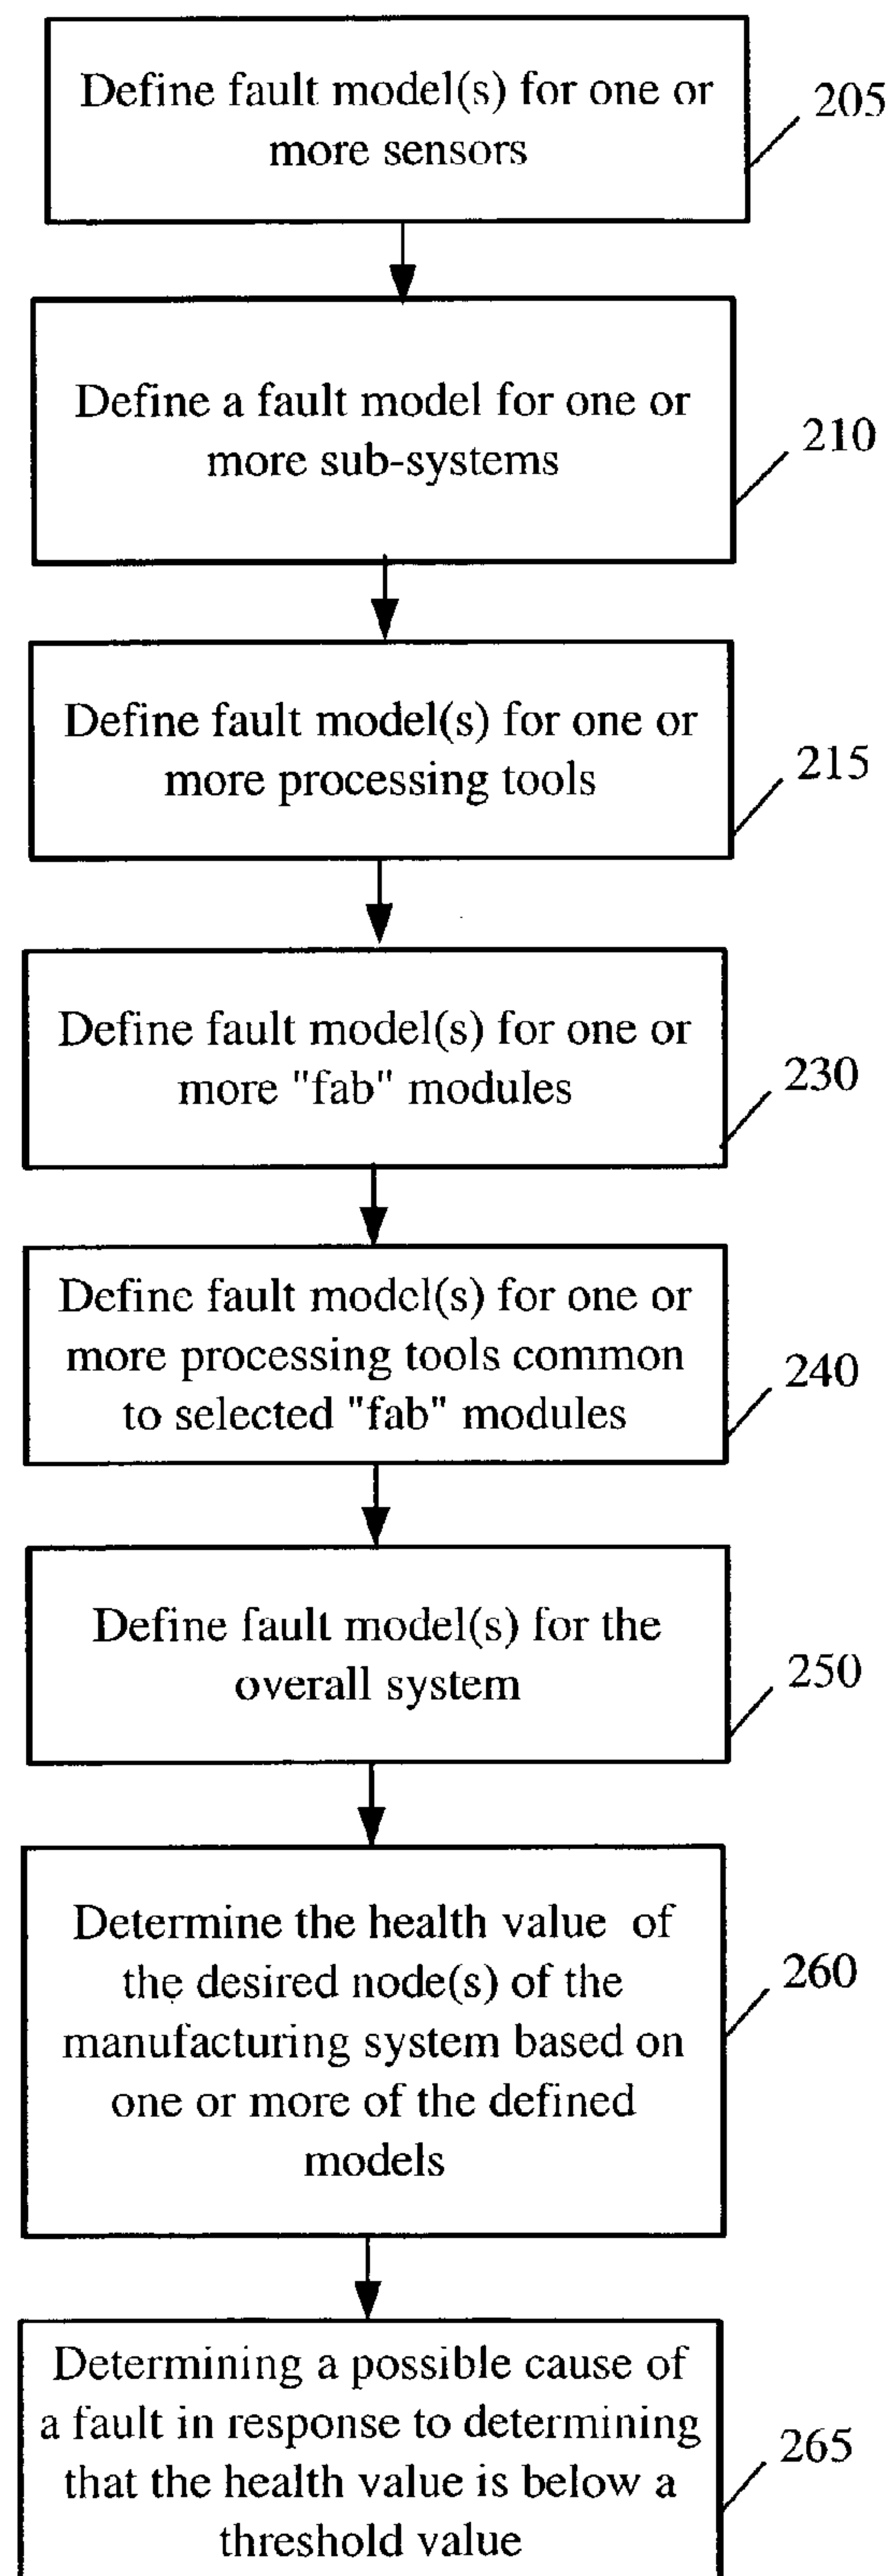 Define fault model(s) for one or
more sensors
205
Define a fault model for one or
more sub-systems
210
Define fault model(s) for one or
more processing tools
215
Define fault model(s) for one or
more "fab" modules
230
Define fault model(s) for one or
more processing tools common
to selected "fab" modules
240
Define fault model(s) for the
overall system
250
Determine the health value of
the desired node(s) of the
manufacturing system based on
one or more of the defined
models
260
Determining a possible cause of
a fault in response to determining
that the health value is below a
threshold value
265